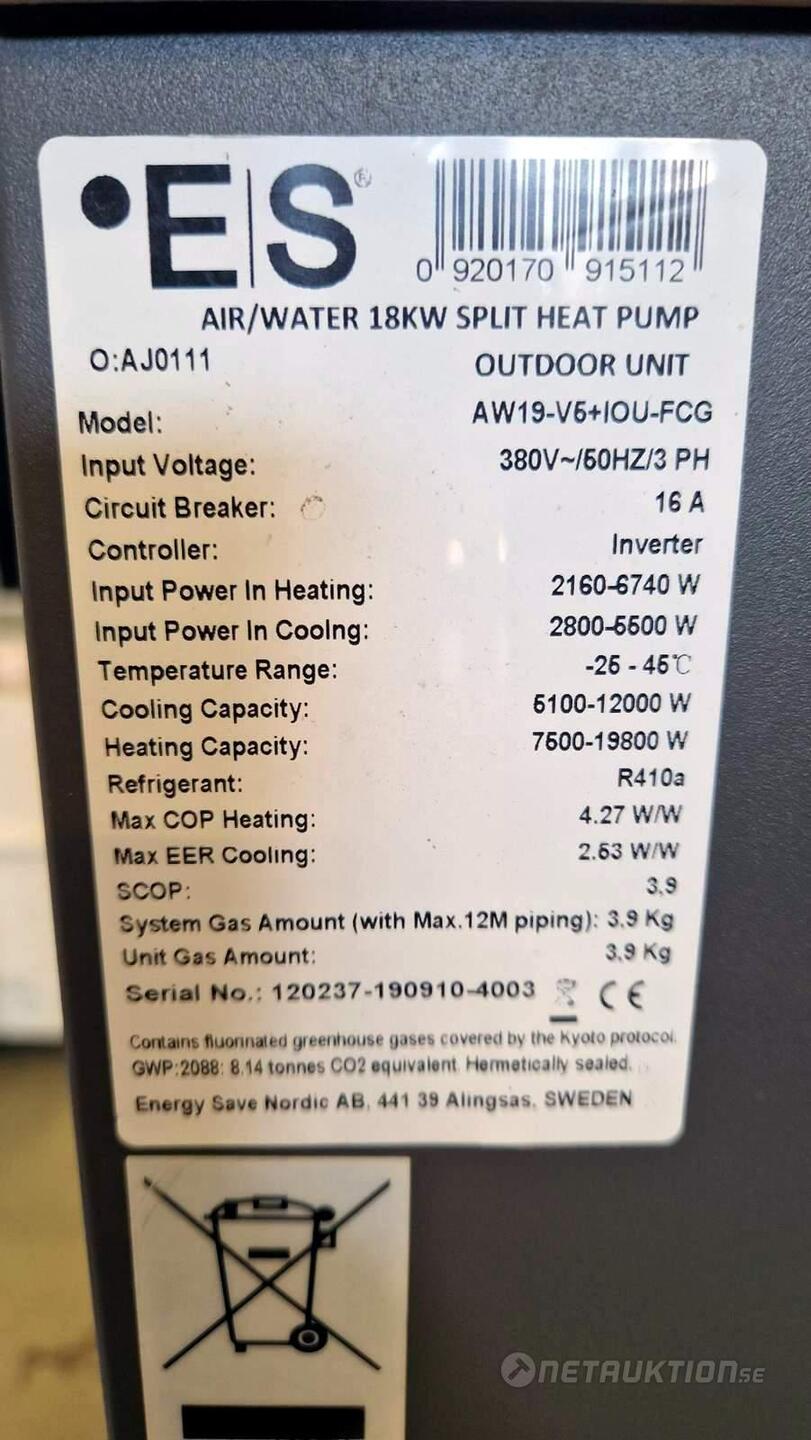 •E|S®
0 920170 915112
AIR/WATER 18KW SPLIT HEAT PUMP
O:AJ0111 OUTDOOR UNIT
Model: AW19-V5+IOU-FCG
Input Voltage: 380V~/50HZ/3 PH
Circuit Breaker: 16 A
Controller: Inverter
Input Power In Heating: 2160-6740 W
Input Power In Coolng: 2800-5500 W
Temperature Range: -25 - 45℃
Cooling Capacity: 5100-12000 W
Heating Capacity: 7500-19800 W
Refrigerant: R410a
Max COP Heating: 4.27 W/W
Max EER Cooling: 2.53 W/W
SCOP: 3.9
System Gas Amount (with Max.12M piping): 3.9 Kg
Unit Gas Amount: 3.9 Kg
Serial No.: 120237-190910-4003 CE
Contains fluorinated greenhouse gases covered by the Kyoto protocol.
GWP:2088: 8.14 tonnes CO2 equivalent. Hermetically sealed.
Energy Save Nordic AB, 441 39 Alingsas, SWEDEN
NETAUKTION.SE